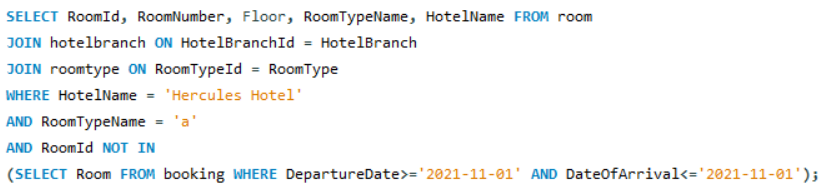 SELECT RoomId, RoomNumber, Floor, RoomTypeName, HotelName FROM room
JOIN hotelbranch ON HotelBranchId = HotelBranch
JOIN roomtype ON RoomTypeId = RoomType
WHERE HotelName = 'Hercules Hotel'
AND RoomTypeName = 'a'
AND RoomId NOT IN
(SELECT Room FROM booking WHERE DepartureDate>='2021-11-01' AND DateOfArrival<='2021-11-01');